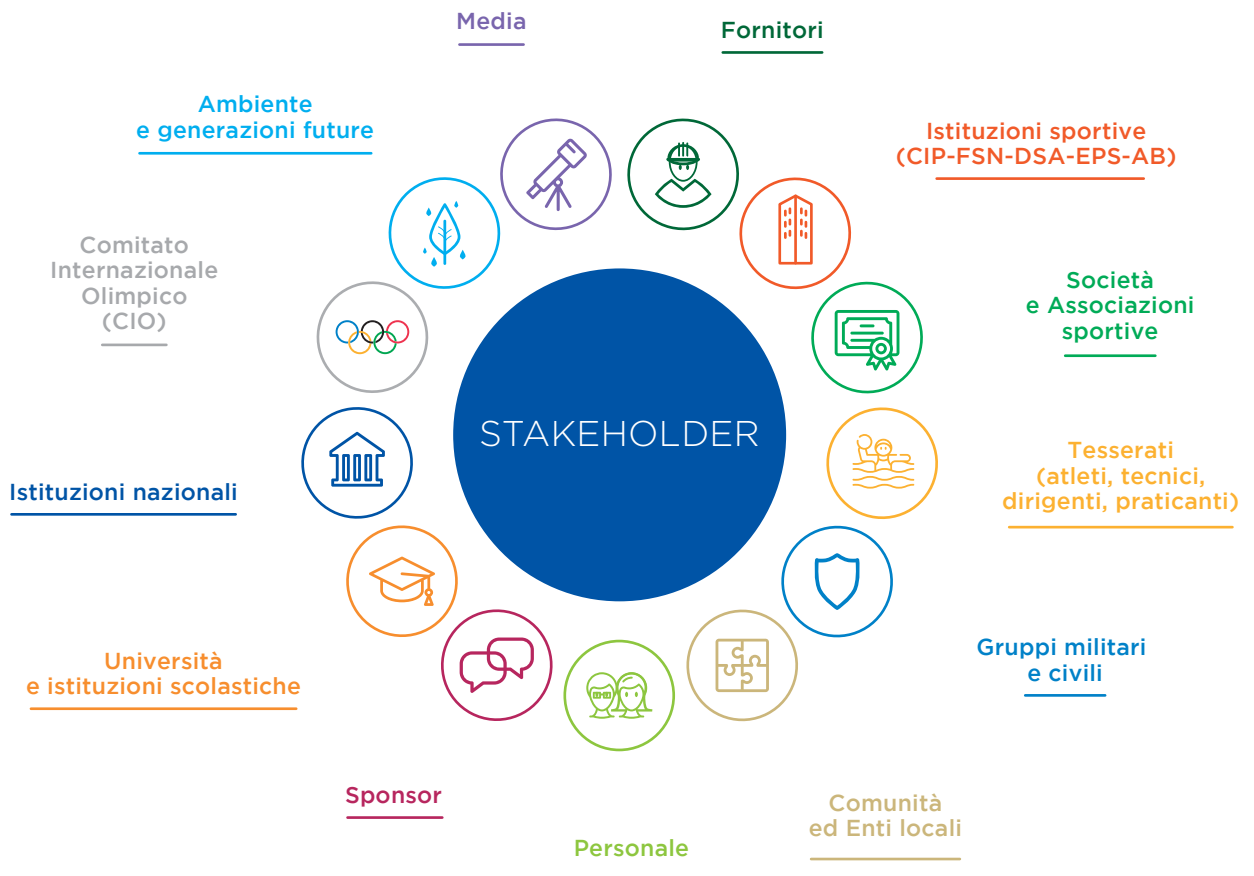 Media
Fornitori
Ambiente
e generazioni future
Istituzioni sportive
(CIP-FSN-DSA-EPS-AB)
Comitato
Internazionale
Olimpico
(CIO)
Società
e Associazioni
sportive
STAKEHOLDER
Tesserati
(atleti, tecnici,
dirigenti, praticanti)
Istituzioni nazionali
Gruppi militari
e civili
Università
e istituzioni scolastiche
Sponsor
Comunità
ed Enti locali
Personale